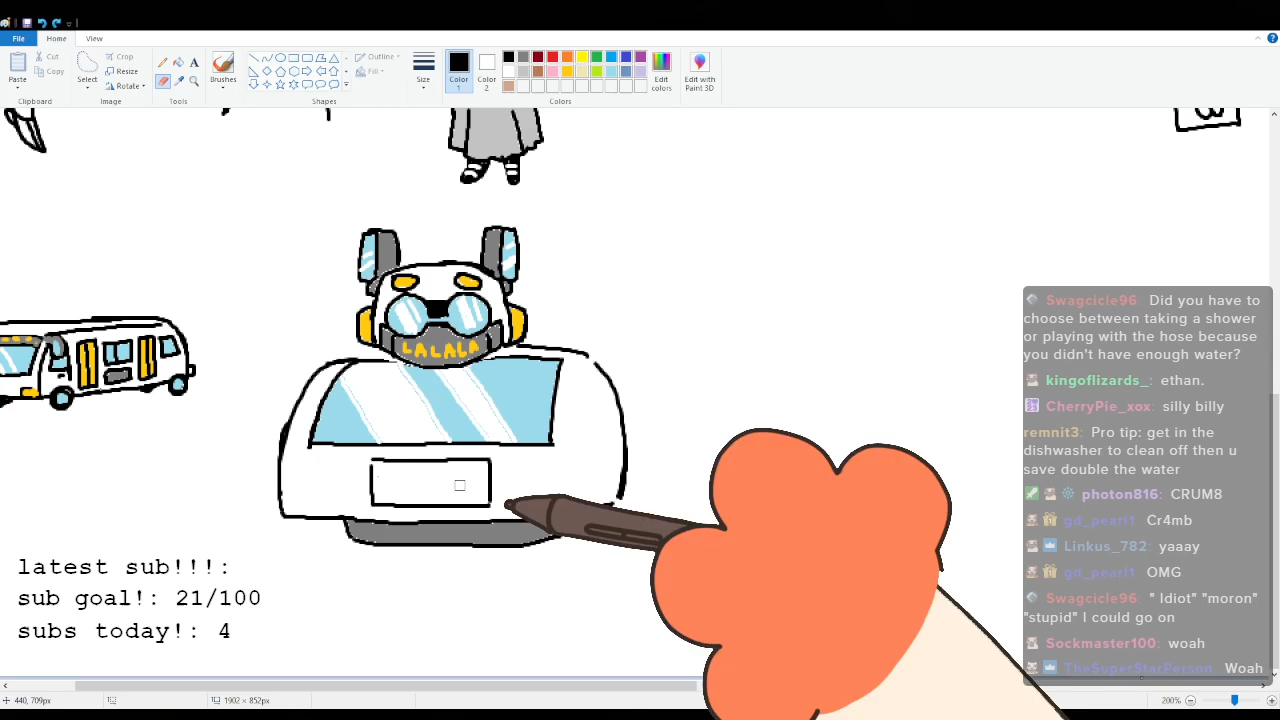 File
Home
View
Cut
Copy
Paste
Clipboard
Crop
Resize
Rotate
Select
Image
A
Tools
Brushes
Outline
Fill
Shapes
Size
Color 1
Color 2
Edit colors
Colors
Edit with Paint 3D
LALALA
latest sub!!!:
sub goal!: 21/100
subs today!: 4
Swagcicle96: Did you have to
choose between taking a shower
or playing with the hose because
you didn't have enough water?
kingoflizards_: ethan.
CherryPie_xox: silly billy
remnit3: Pro tip: get in the
dishwasher to clean off then u
save double the water
photon816: CRUM8
gd_pearl1: Cr4mb
Linkus_782: yaaay
gd_pearl1: OMG
Swagcicle96: " Idiot" "moron"
"stupid" I could go on
Sockmaster100: woah
TheSuperStarPerson: Woah
440, 709px
1902 × 852px
200%